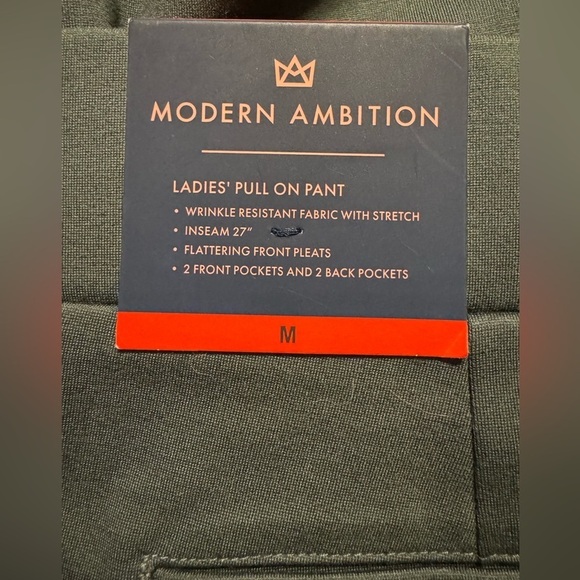 MODERN AMBITION
LADIES' PULL ON PANT
• WRINKLE RESISTANT FABRIC WITH STRETCH
• INSEAM 27"
• FLATTERING FRONT PLEATS
• 2 FRONT POCKETS AND 2 BACK POCKETS
M